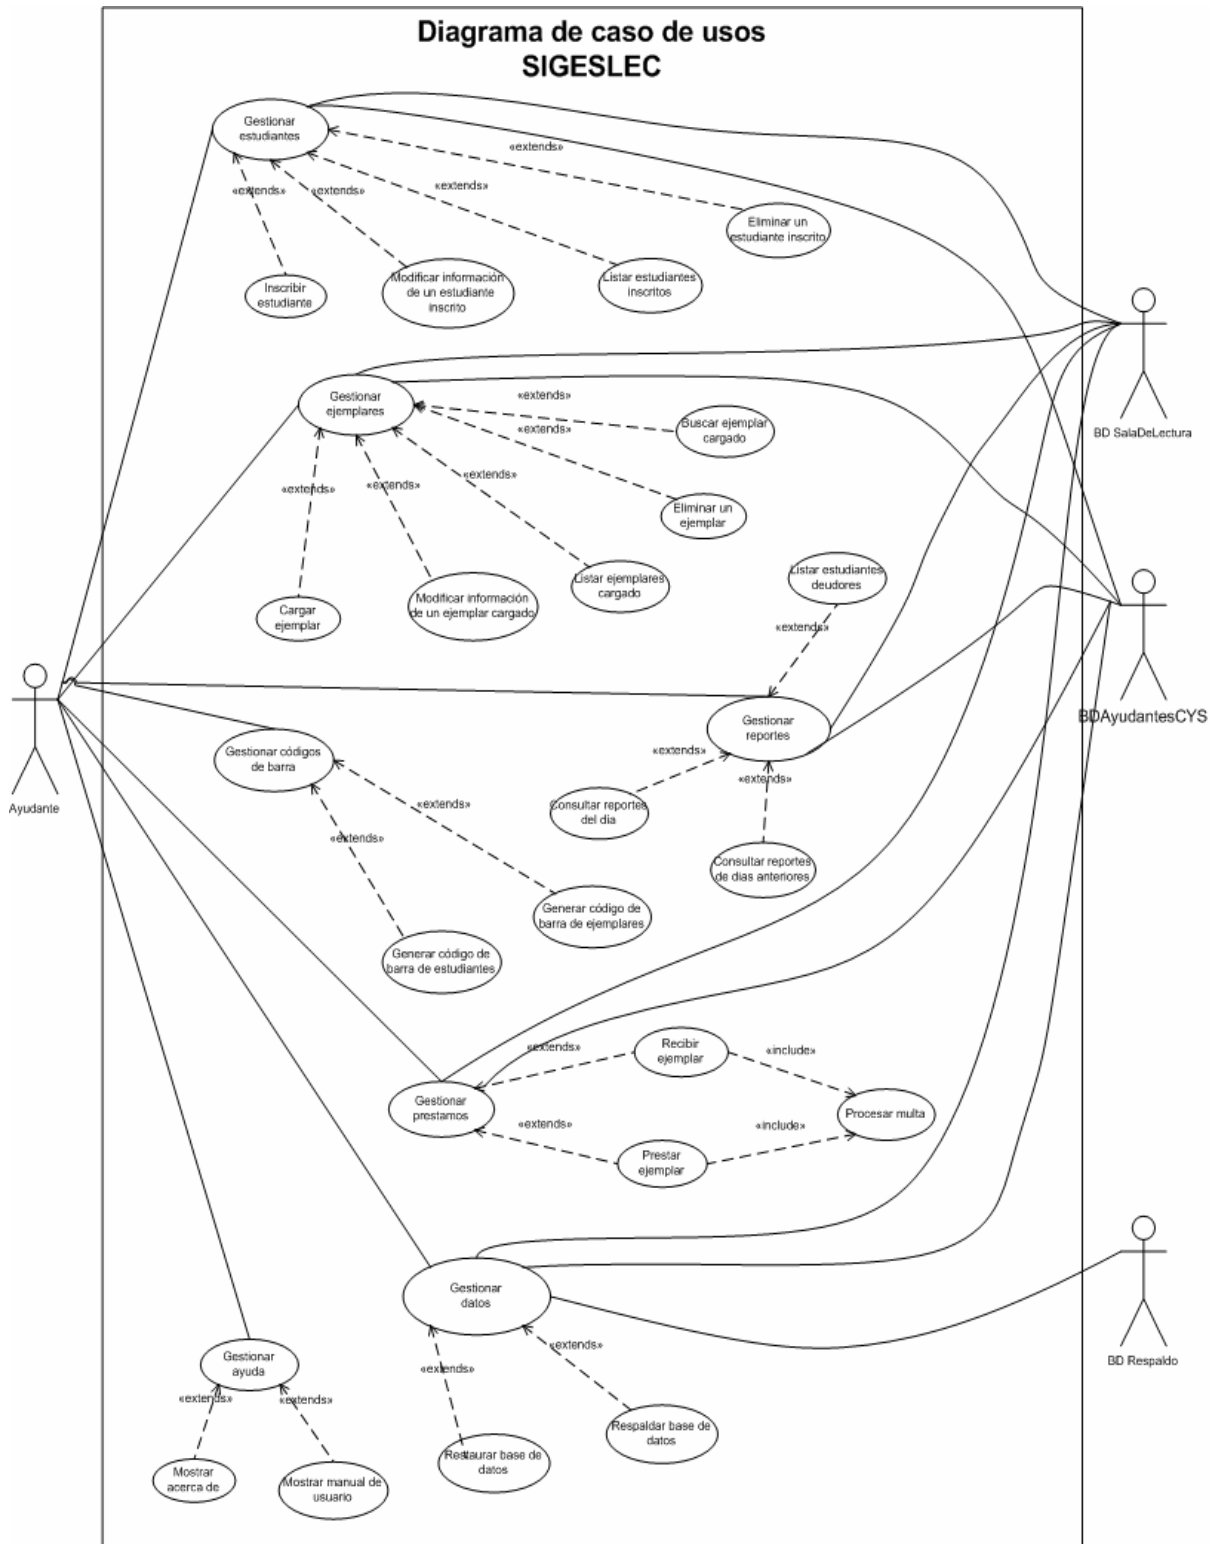 Diagrama de caso de usos
SIGESLEC
Gestionar
estudiantes
«extends»
«extends»
«extends»
«extends»
Eliminar un
estudiante inscrito
Inscribir
estudiante
Modificar información
de un estudiante
inscrito
Listar estudiantes
inscritos
Gestionar
ejemplares
«extends»
«extends»
«extends»
«extends»
«extends»
Buscar ejemplar
cargado
BD SalaDeLectura
Eliminar un
ejemplar
Listar estudiantes
deudores
Listar ejemplares
cargado
Modificar información
de un ejemplar cargado
Cargar
ejemplar
«extends»
Gestionar
reportes
BDAyudantesCYS
Gestionar códigos
de barra
«extends»
«extends»
Ayudante
Consultar reportes
del dia
«extends»
«extends»
Consultar reportes
de dias anteriores
Generar código de
barra de ejemplares
Generar código de
barra de estudiantes
«extends»
Recibir
ejemplar
«include»
Gestionar
prestamos
Procesar multa
«extends»
«include»
Prestar
ejemplar
Gestionar
datos
Gestionar
ayuda
«extends»
«extends»
BD Respaldo
«extends»
«extends»
Respaldar base de
datos
Restaurar base de
datos
Mostrar
acerca de
Mostrar manual de
usuario